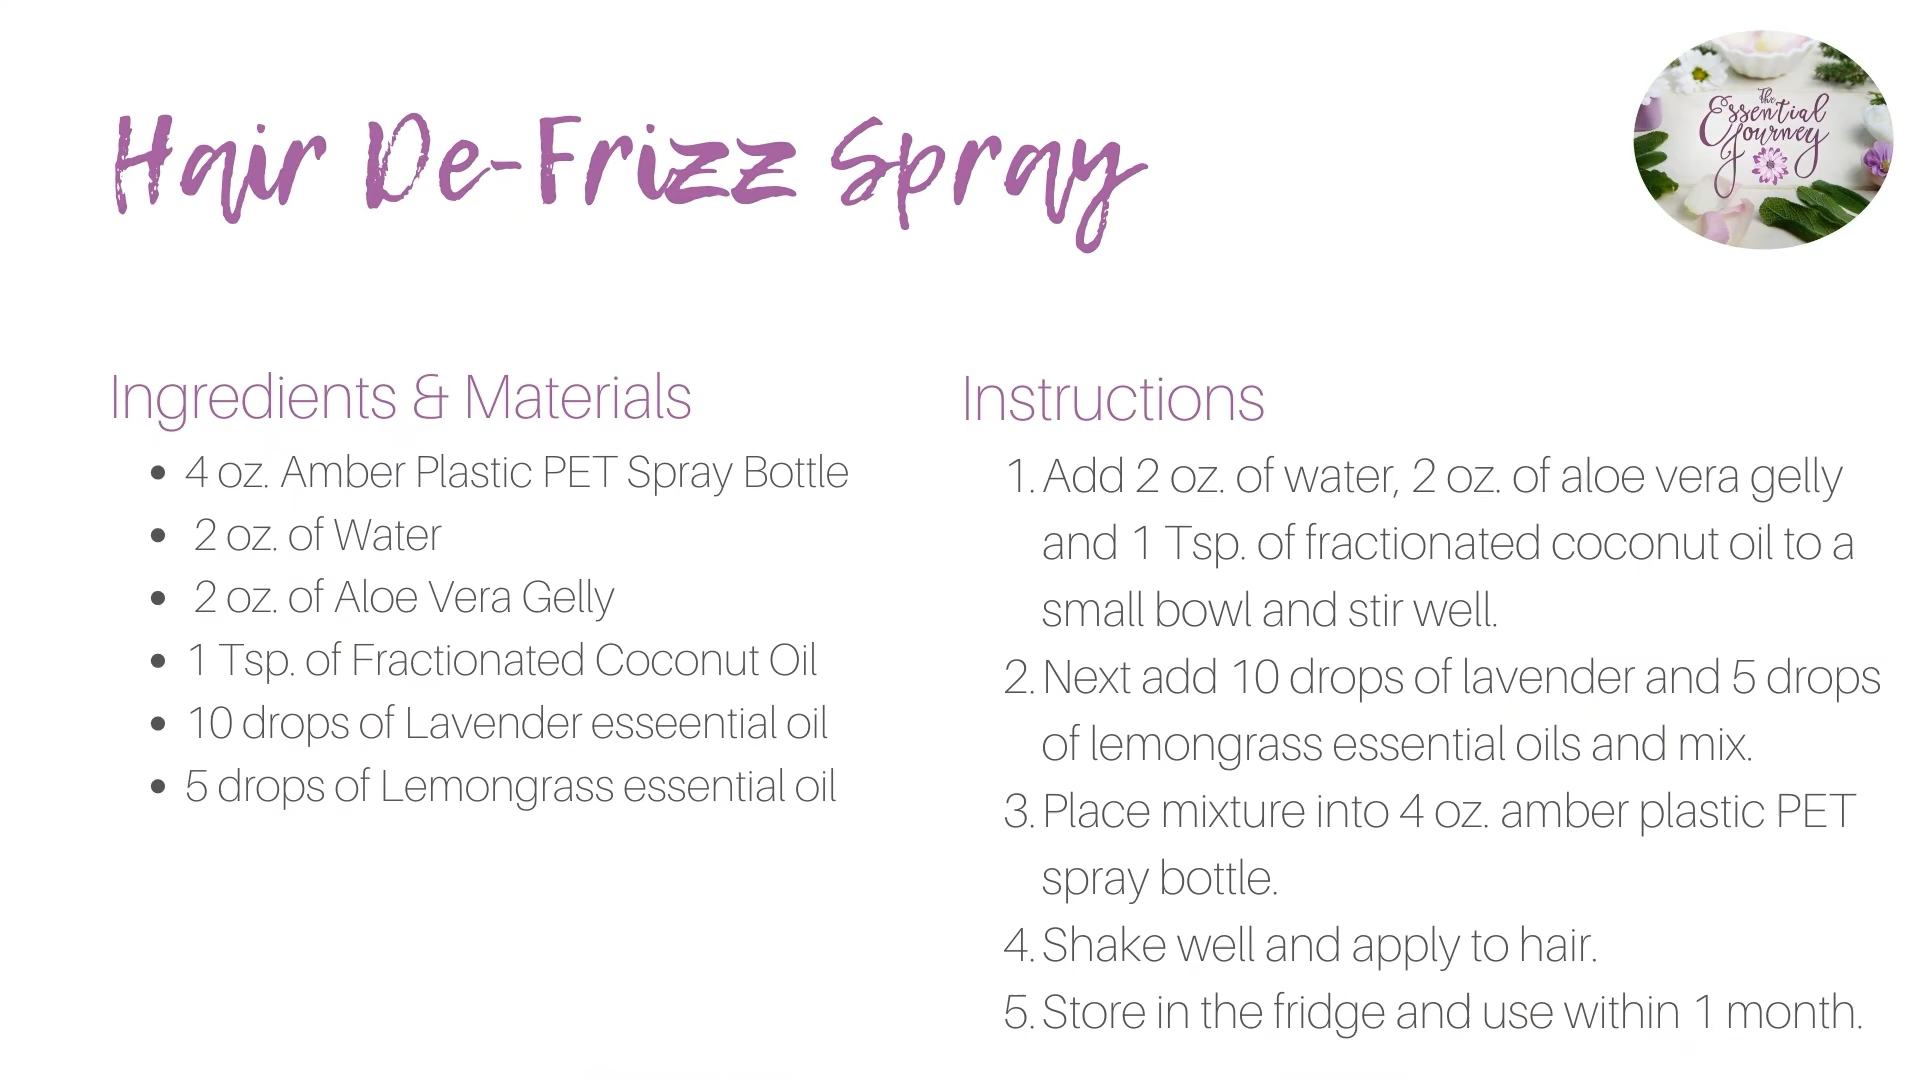 Hair De-Frizz Spray
The
Essential
Journey
Ingredients & Materials
• 4 oz. Amber Plastic PET Spray Bottle
• 2 oz. of Water
• 2 oz. of Aloe Vera Gelly
• 1 Tsp. of Fractionated Coconut Oil
• 10 drops of Lavender esseential oil
• 5 drops of Lemongrass essential oil
Instructions
1. Add 2 oz. of water, 2 oz. of aloe vera gelly
and 1 Tsp. of fractionated coconut oil to a
small bowl and stir well.
2. Next add 10 drops of lavender and 5 drops
of lemongrass essential oils and mix.
3. Place mixture into 4 oz. amber plastic PET
spray bottle.
4. Shake well and apply to hair.
5. Store in the fridge and use within 1 month.